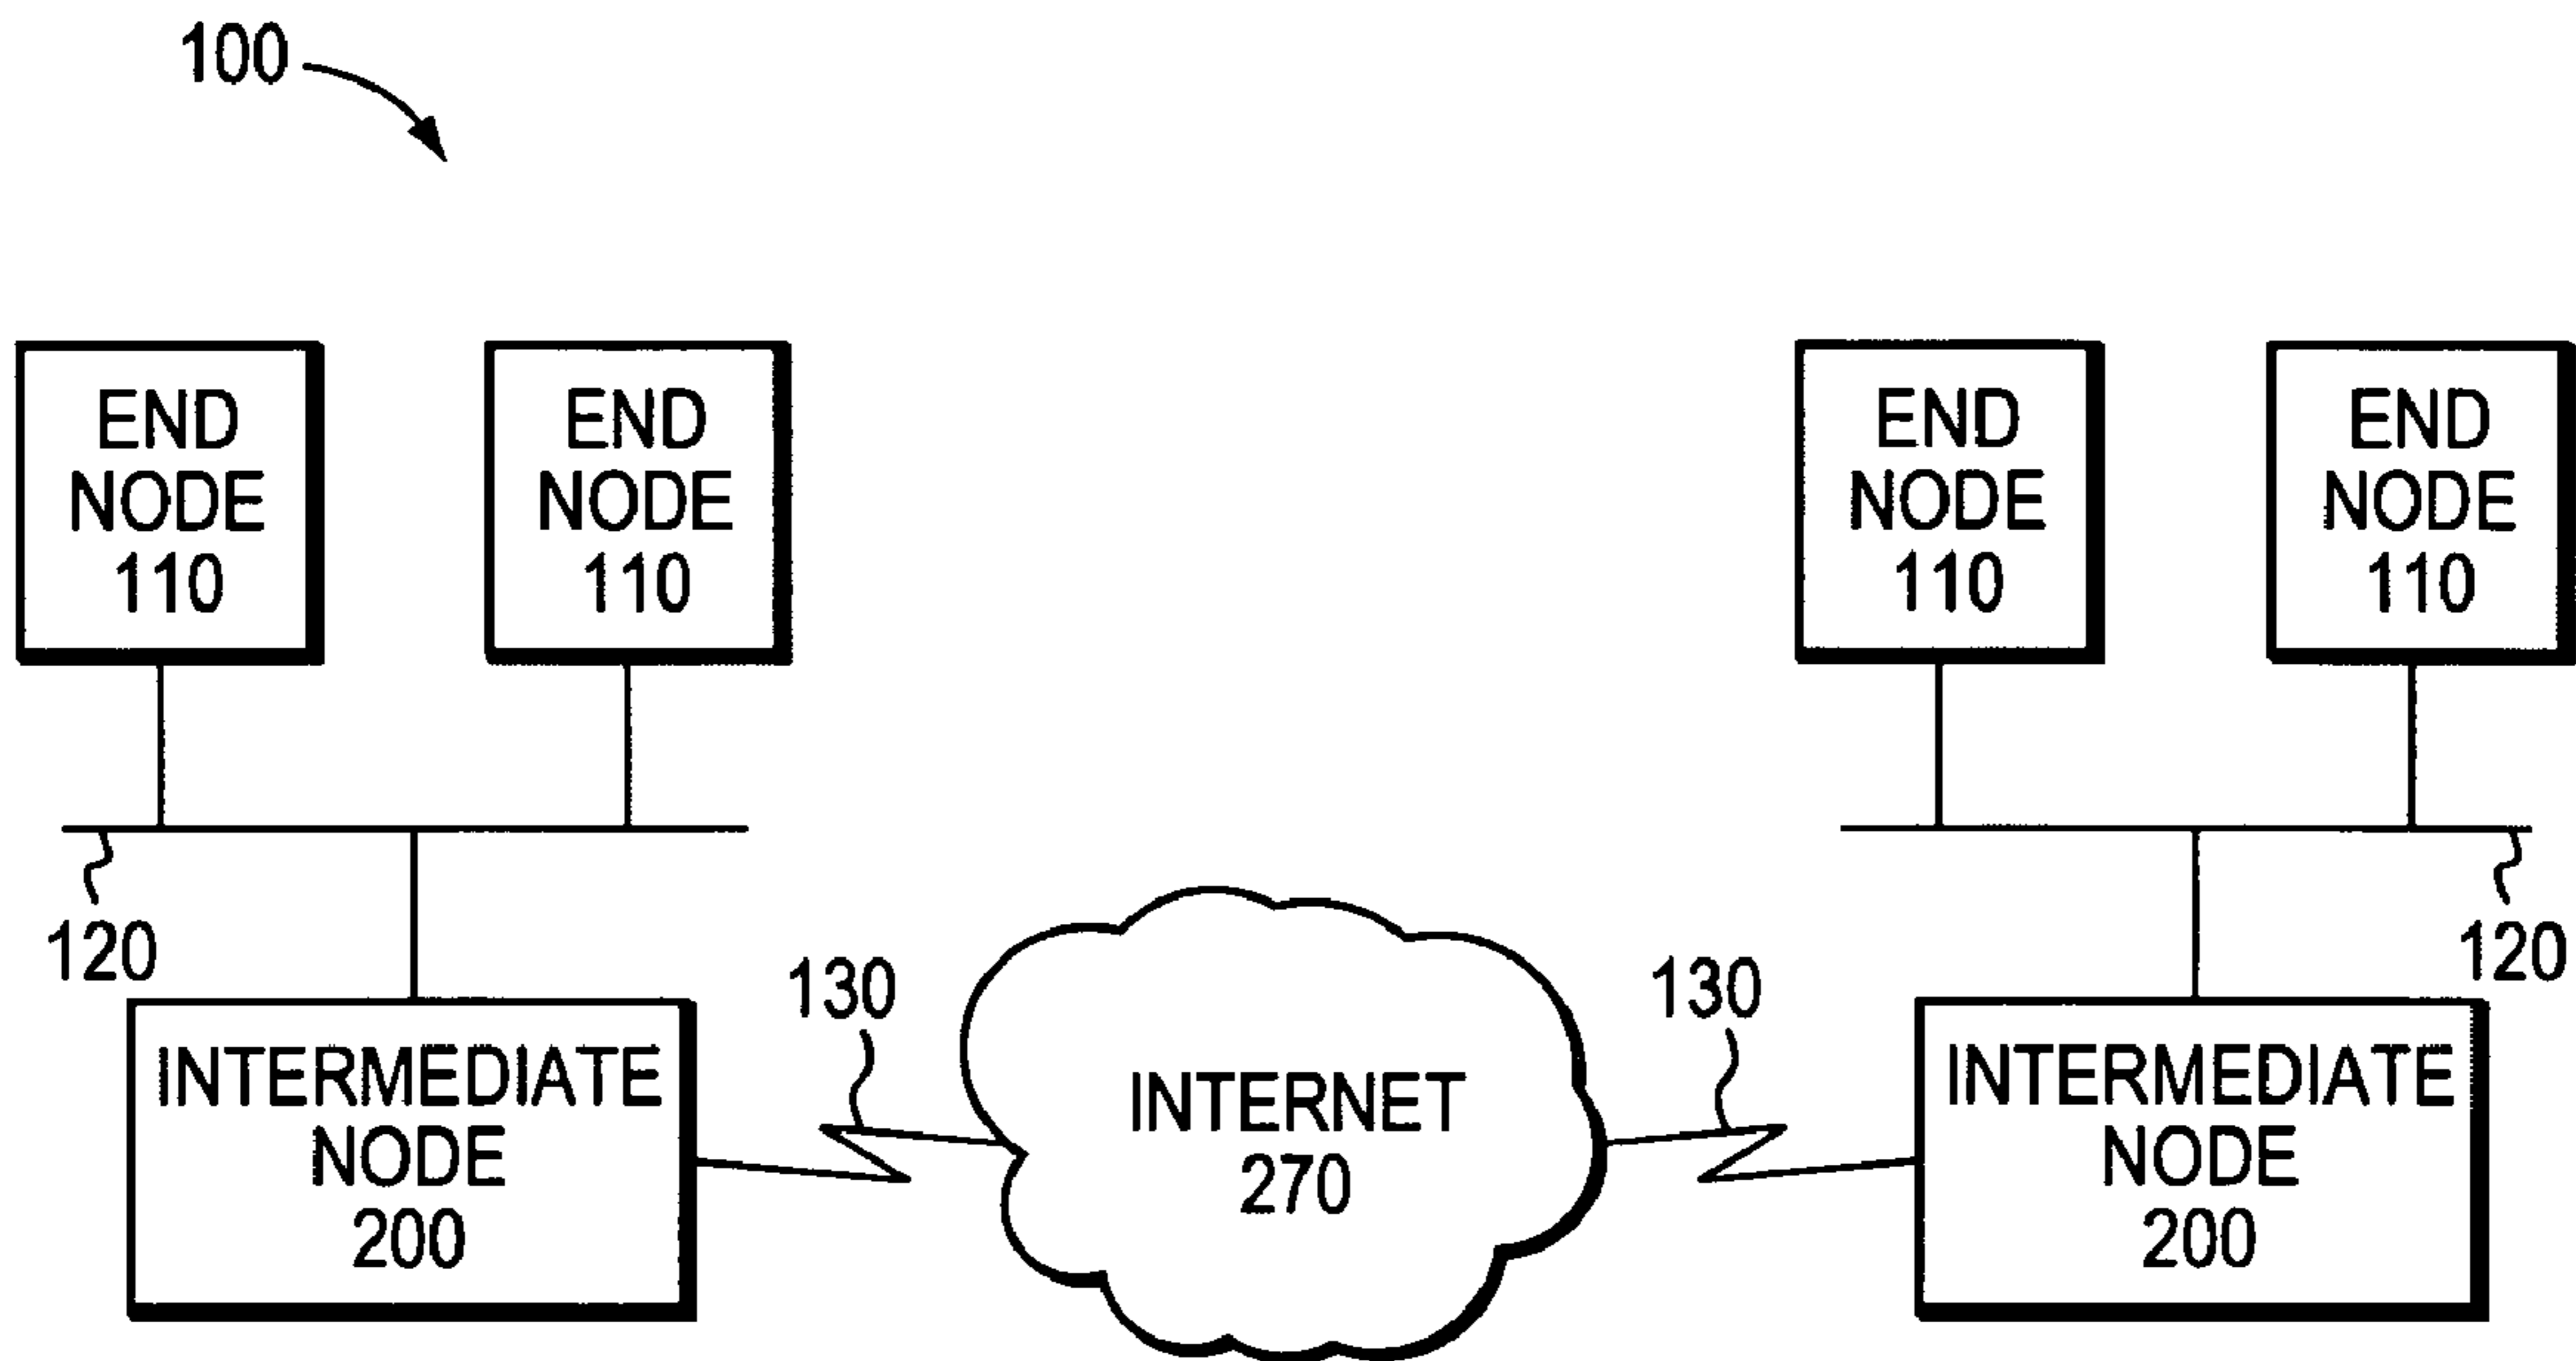 100
END
NODE
110
END
NODE
110
END
NODE
110
END
NODE
110
120
120
130
130
INTERMEDIATE
NODE
200
INTERNET
270
INTERMEDIATE
NODE
200